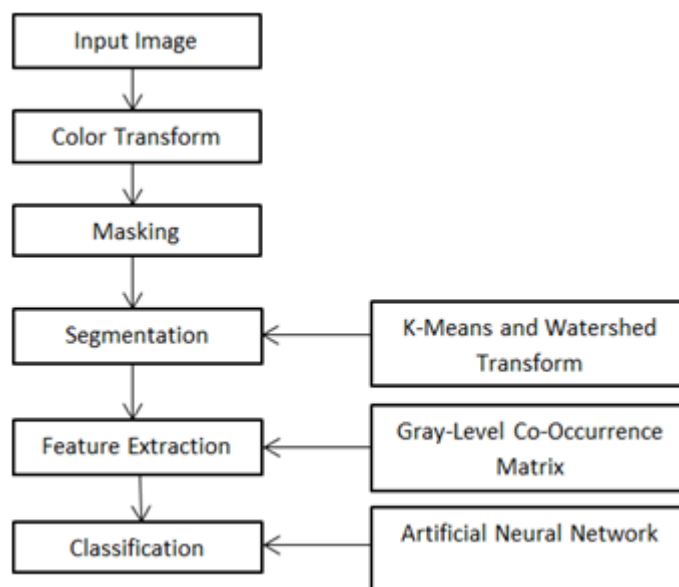 Input Image
Color Transform
Masking
Segmentation
K-Means and Watershed
Transform
Feature Extraction
Gray-Level Co-Occurrence
Matrix
Classification
Artificial Neural Network